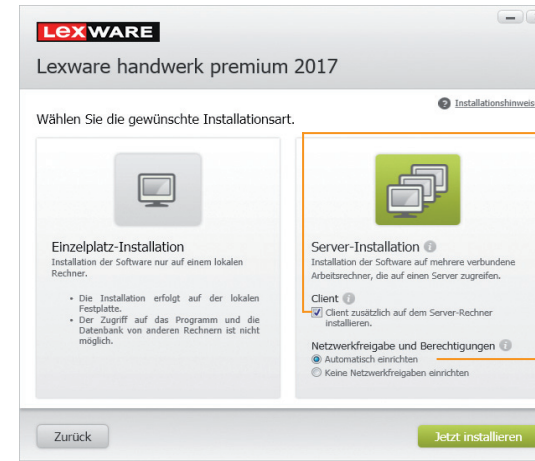 LEXWARE
Lexware handwerk premium 2017
Installationshinweis
Wählen Sie die gewünschte Installationsart.
Einzelplatz-Installation
Installation der Software nur auf einem lokalen
Rechner.
• Die Installation erfolgt auf der lokalen
Festplatte.
• Der Zugriff auf das Programm und die
Datenbank von anderen Rechnern ist nicht
möglich.
Server-Installation
Installation der Software auf mehrere verbundene
Arbeitsrechner, die auf einen Server zugreifen.
Client
Client zusätzlich auf dem Server-Rechner
installieren.
Netzwerkfreigabe und Berechtigungen
Automatisch einrichten
Keine Netzwerkfreigaben einrichten
Zurück
Jetzt installieren